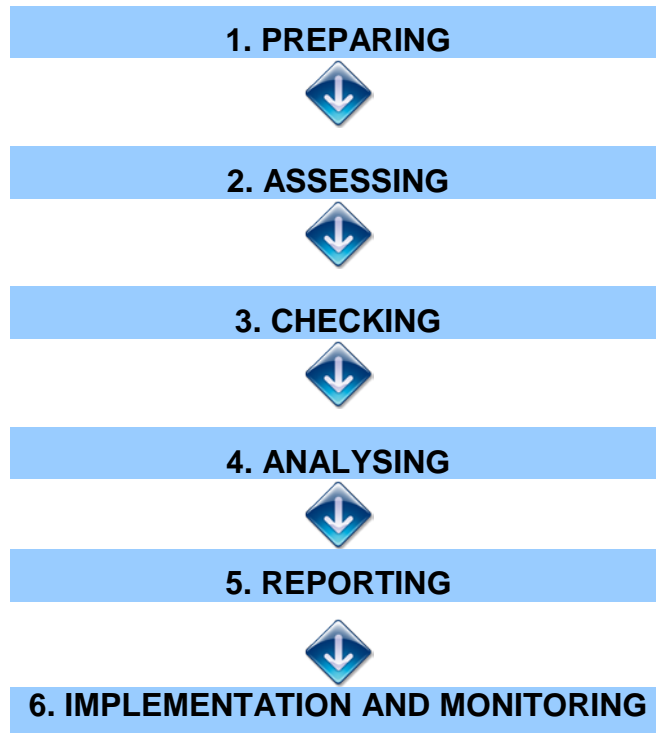 1. PREPARING
2. ASSESSING
3. CHECKING
4. ANALYSING
5. REPORTING
6. IMPLEMENTATION AND MONITORING